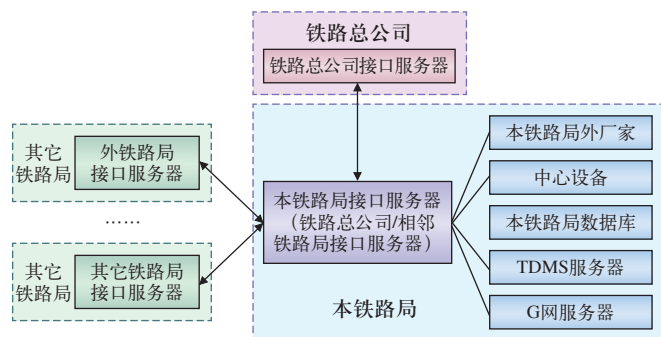 铁路总公司
铁路总公司接口服务器
其它
铁路局
外铁路局
接口服务器
……
其它
铁路局
其它铁路局
接口服务器
本铁路局接口服务器
（铁路总公司/相邻
铁路局接口服务器）
本铁路局
本铁路局外厂家
中心设备
本铁路局数据库
TDMS服务器
G网服务器